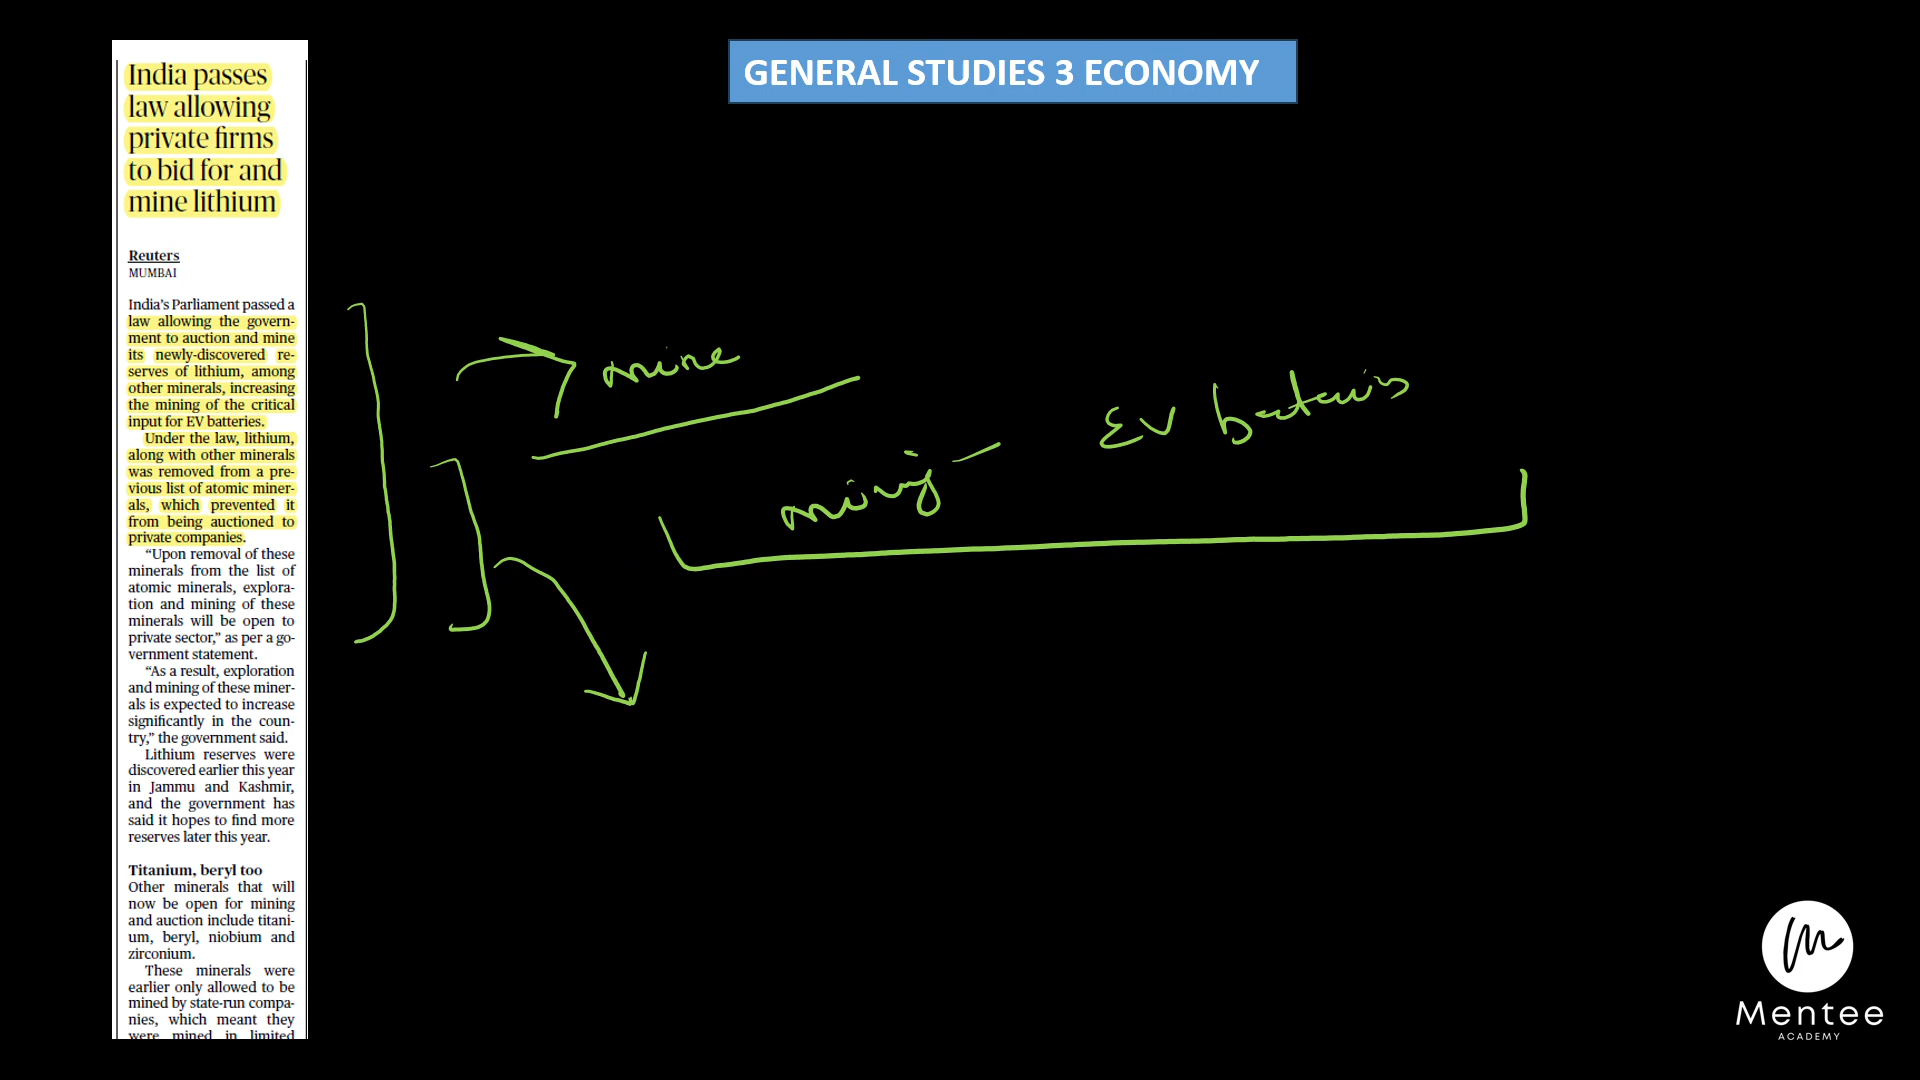 GENERAL STUDIES 3 ECONOMY
India passes
law allowing
private firms
to bid for and
mine lithium
Reuters
MUMBAI
India's Parliament passed a
law allowing the govern-
ment to auction and mine
its newly-discovered re-
serves of lithium, among
other minerals, increasing
the mining of the critical
input for EV batteries.
Under the law, lithium,
along with other minerals
was removed from a pre-
vious list of atomic miner-
als, which prevented it
from being auctioned to
private companies.
“Upon removal of these
minerals from the list of
atomic minerals, explora-
tion and mining of these
minerals will be open to
private sector,” as per a go-
vernment statement.
“As a result, exploration
and mining of these miner-
als is expected to increase
significantly in the coun-
try,” the government said.
Lithium reserves were
discovered earlier this year
in Jammu and Kashmir,
and the government has
said it hopes to find more
reserves later this year.
Titanium, beryl too
Other minerals that will
now be open for mining
and auction include titani-
um, beryl, niobium and
zirconium.
These minerals were
earlier only allowed to be
mined by state-run compa-
nies, which meant they
were mined in limited
mine
mining - EV batteries
Mentee
ACADEMY